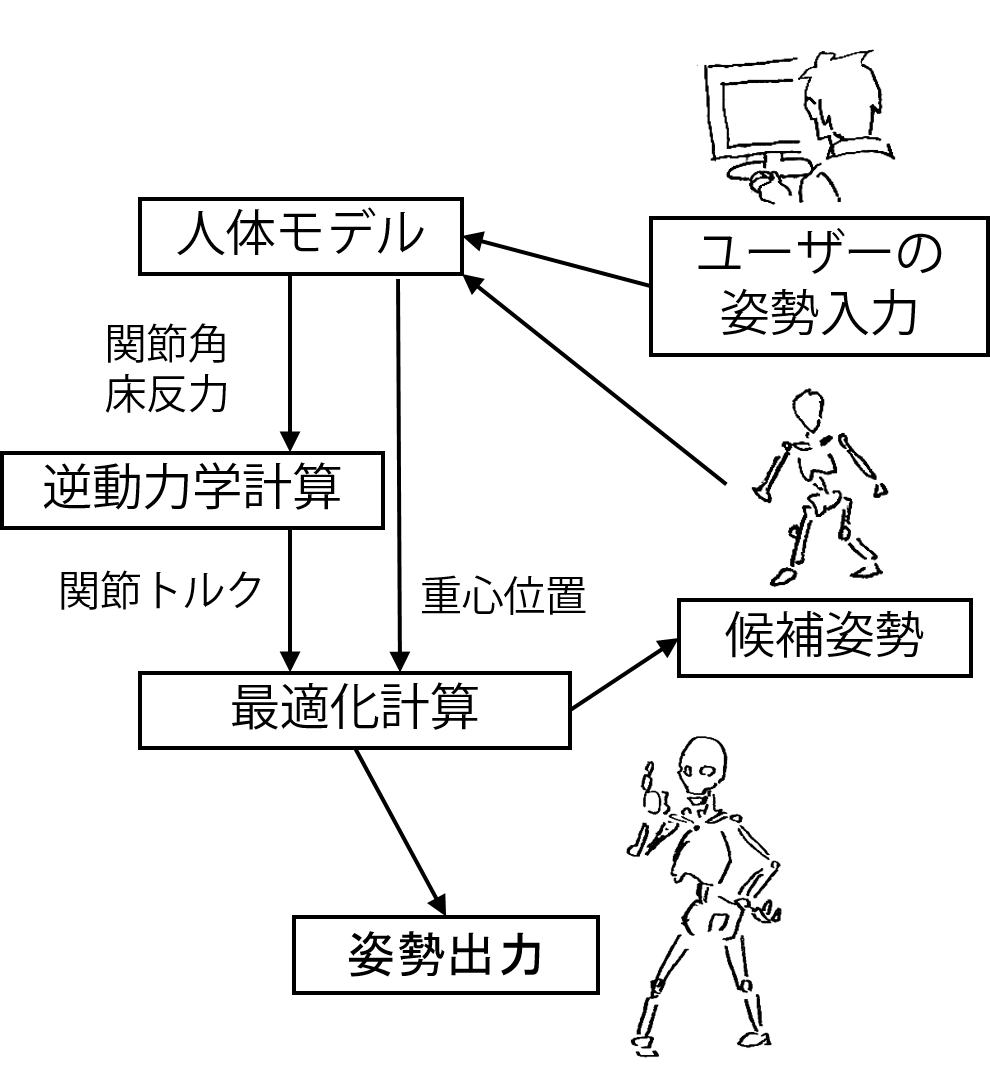 人体モデル
ユーザーの
姿勢入力
関節角
床反力
逆動力学計算
関節トルク
重心位置
候補姿勢
最適化計算
姿勢出力